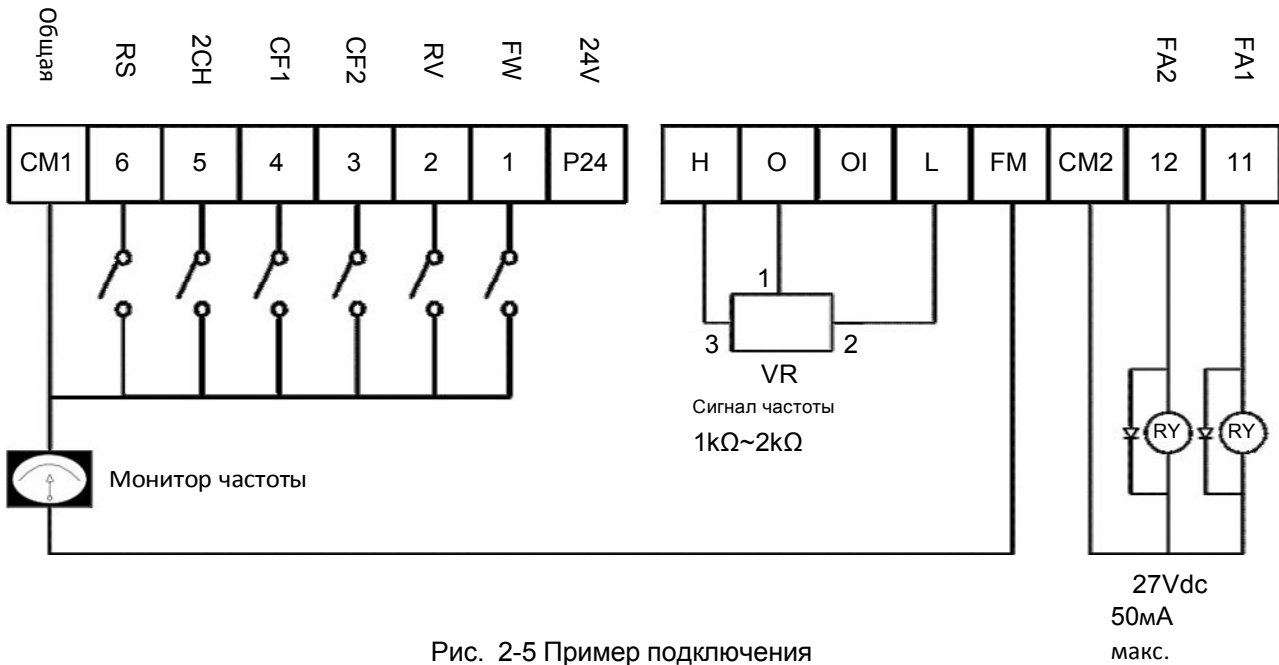 Общая RS 2CH CF1 CF2 RV FW 24V FA2 FA1
CM1 6 5 4 3 2 1 P24 H O OI L FM CM2 12 11
1
3 2
VR
Сигнал частоты
1kΩ~2kΩ
RY RY
Монитор частоты
27Vdc
50мА
макс.
Рис. 2-5 Пример подключения